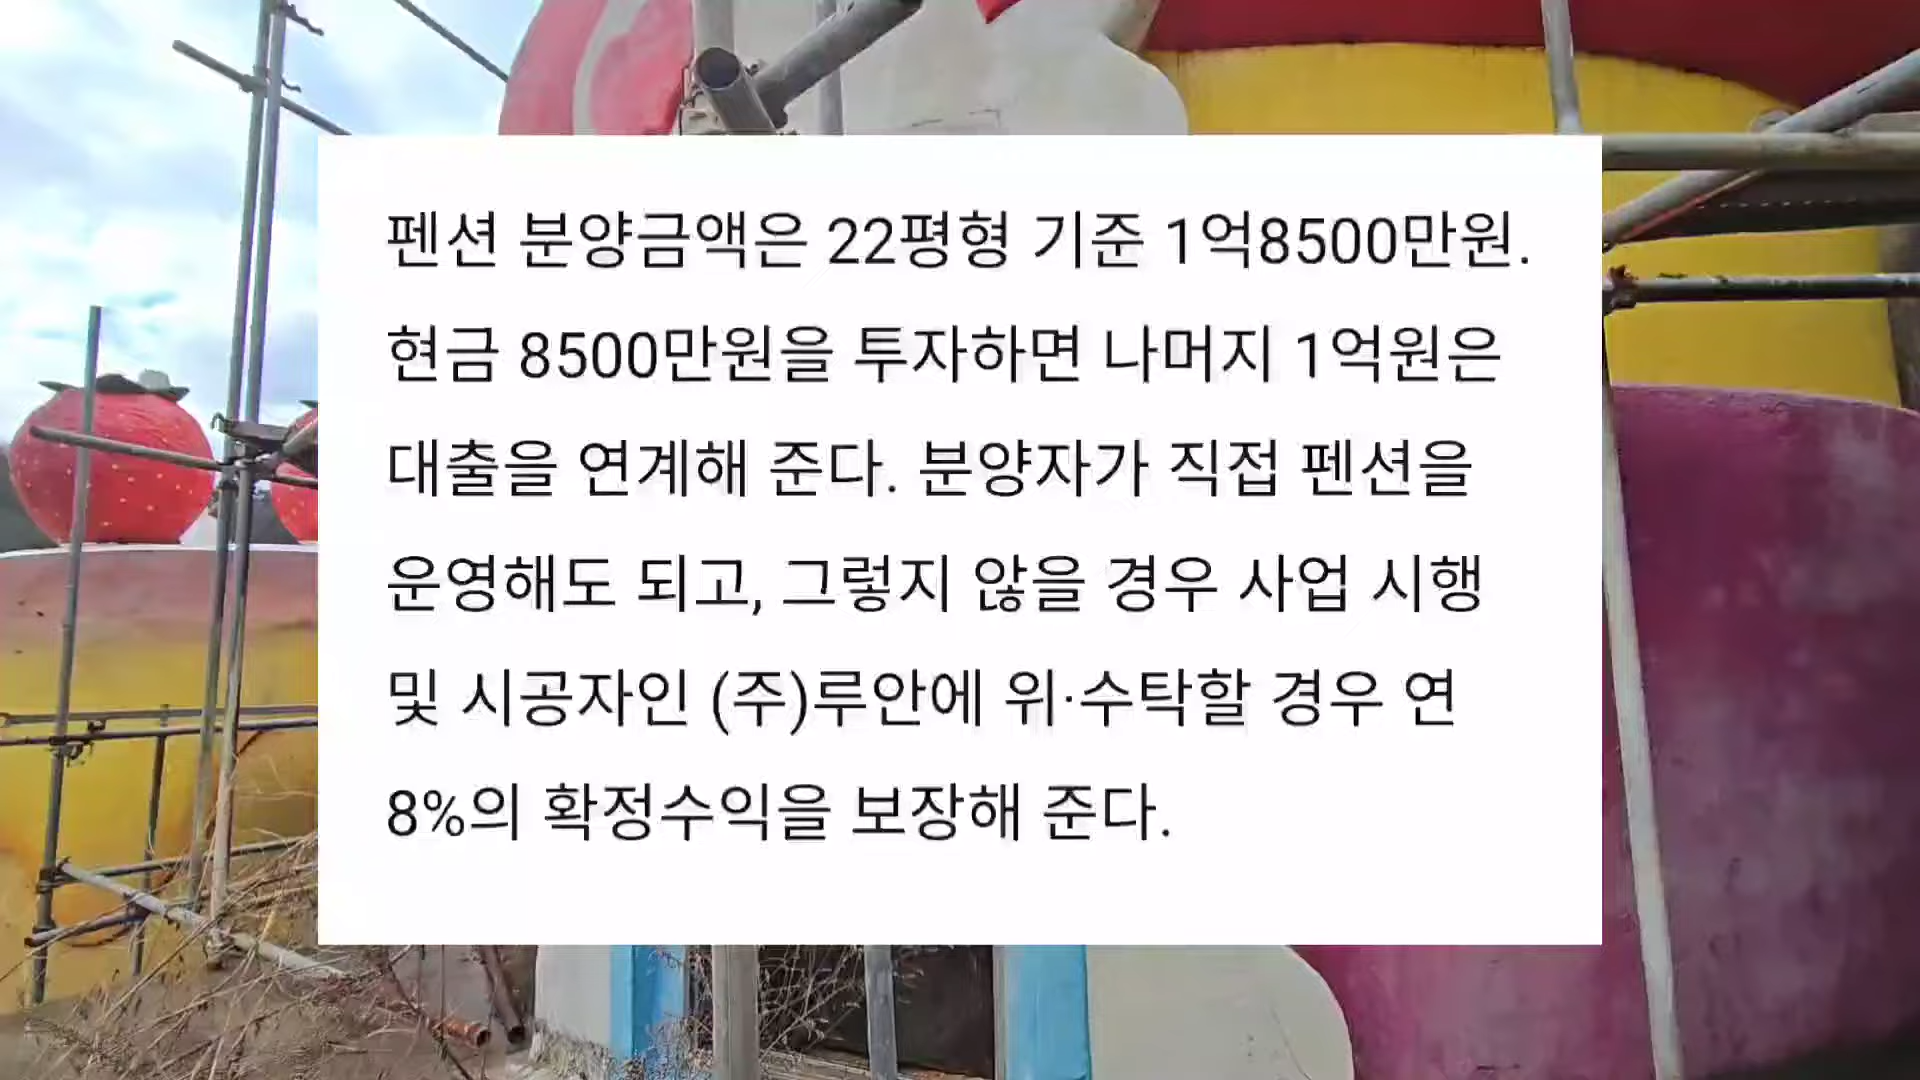 펜션 분양금액은 22평형 기준 1억8500만원.
현금 8500만원을 투자하면 나머지 1억원은
대출을 연계해 준다. 분양자가 직접 펜션을
운영해도 되고, 그렇지 않을 경우 사업 시행
및 시공자인 (주)루안에 위·수탁할 경우 연
8%의 확정수익을 보장해 준다.